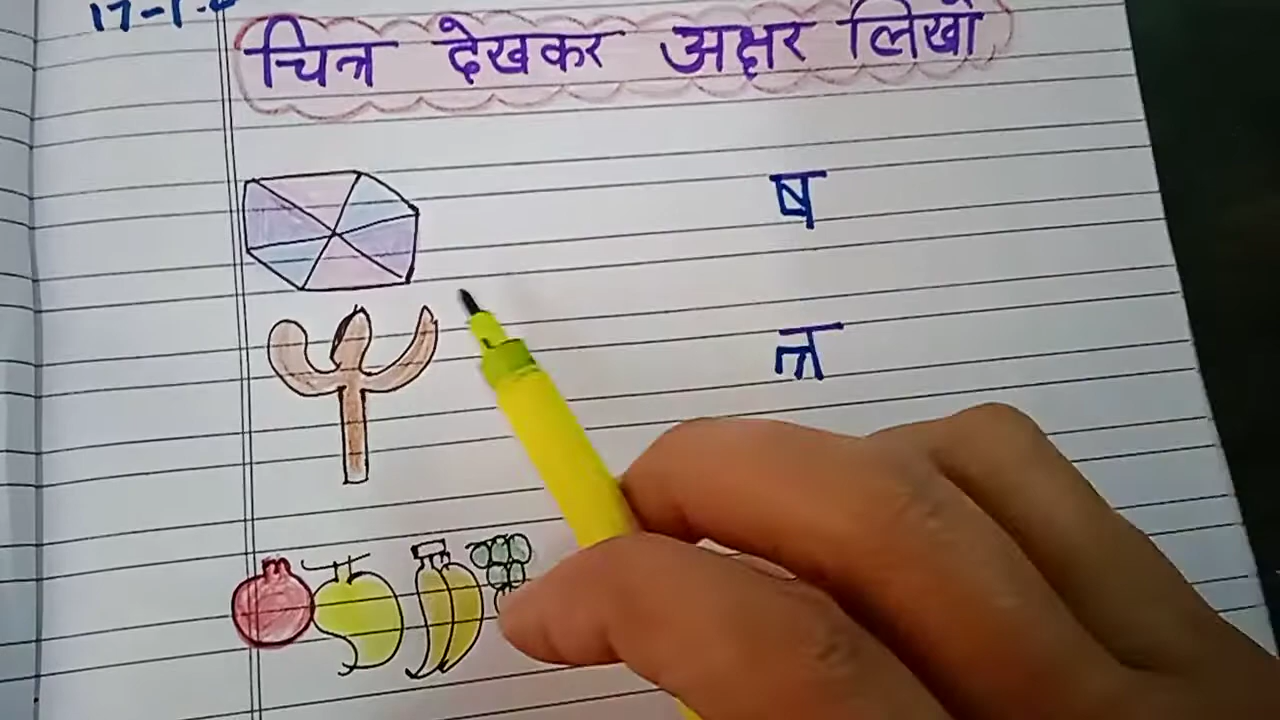 चित्र देखकर अक्षर लिखो
ष
त्र